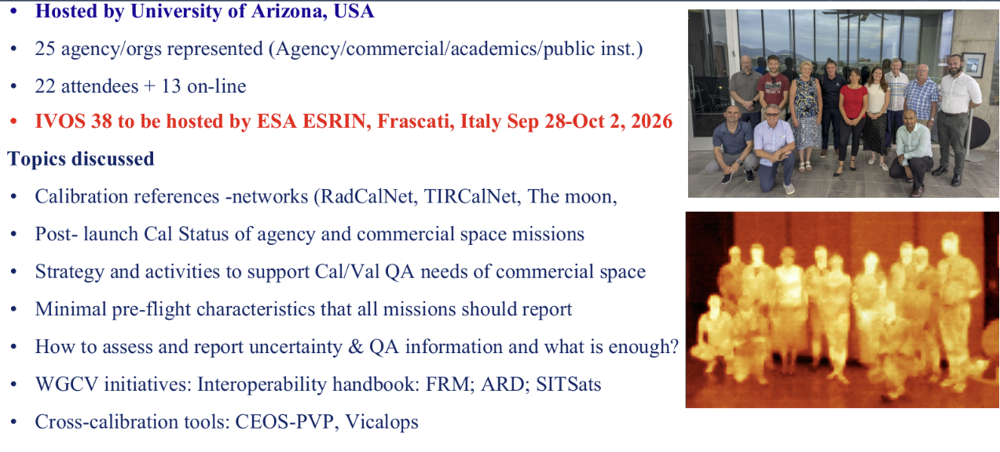 • Hosted by University of Arizona, USA
• 25 agency/orgs represented (Agency/commercial/academics/public inst.)
• 22 attendees + 13 on-line
• IVOS 38 to be hosted by ESA ESRIN, Frascati, Italy Sep 28-Oct 2, 2026
Topics discussed
• Calibration references -networks (RadCalNet, TIRCalNet, The moon,
• Post- launch Cal Status of agency and commercial space missions
• Strategy and activities to support Cal/Val QA needs of commercial space
• Minimal pre-flight characteristics that all missions should report
• How to assess and report uncertainty & QA information and what is enough?
• WGCV initiatives: Interoperability handbook: FRM; ARD; SITSats
• Cross-calibration tools: CEOS-PVP, Vicalops